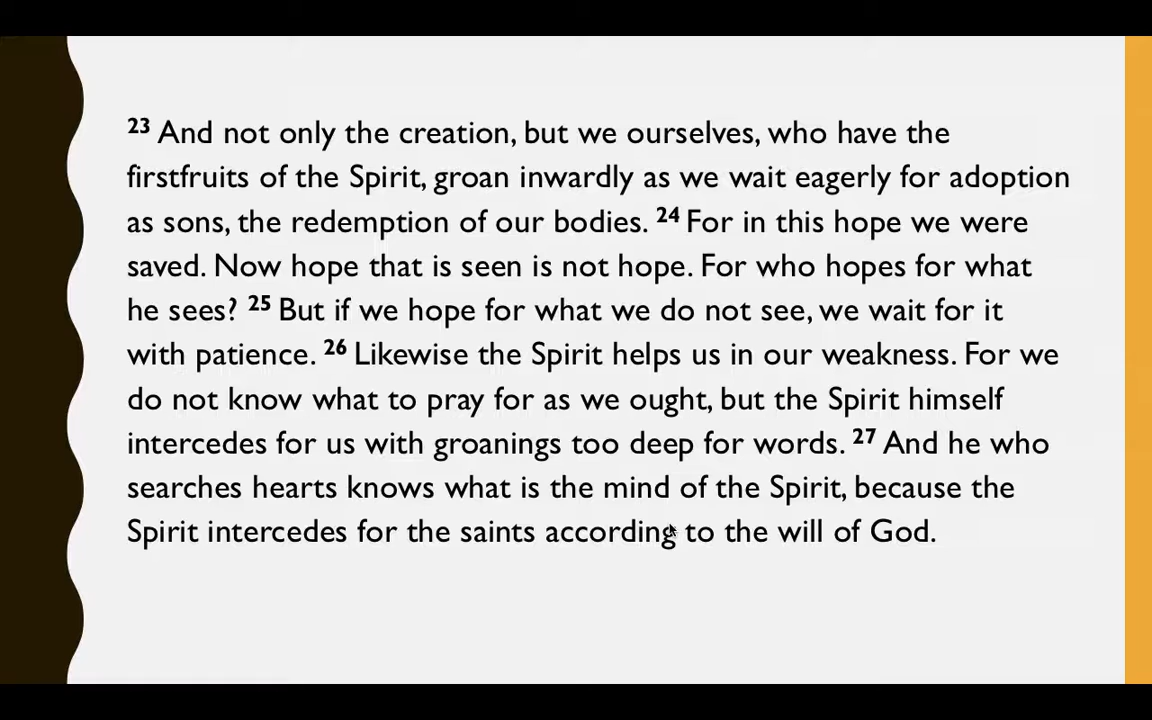 23 And not only the creation, but we ourselves, who have the
firstfruits of the Spirit, groan inwardly as we wait eagerly for adoption
as sons, the redemption of our bodies. 24 For in this hope we were
saved. Now hope that is seen is not hope. For who hopes for what
he sees? 25 But if we hope for what we do not see, we wait for it
with patience. 26 Likewise the Spirit helps us in our weakness. For we
do not know what to pray for as we ought, but the Spirit himself
intercedes for us with groanings too deep for words. 27 And he who
searches hearts knows what is the mind of the Spirit, because the
Spirit intercedes for the saints according to the will of God.